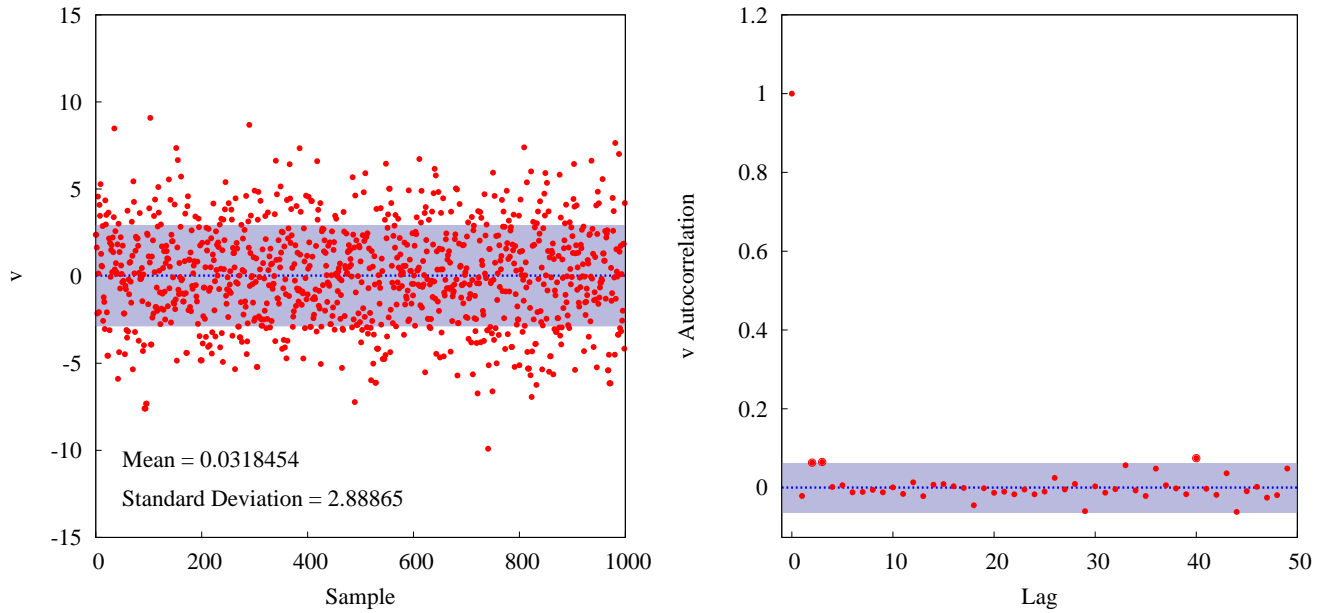 15
10
5
0
-5
-10
-15
v
Mean = 0.0318454
Standard Deviation = 2.88865
0 200 400 600 800 1000
Sample
1.2
1
0.8
0.6
0.4
0.2
0
v Autocorrelation
0 10 20 30 40 50
Lag